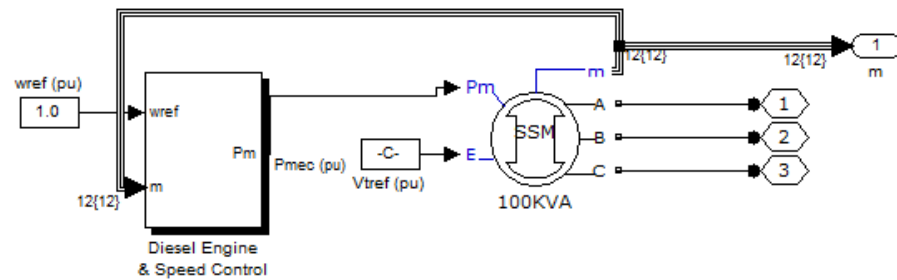 wref (pu)
1.0
wref
m
Pm
12{12}
Diesel Engine
& Speed Control
Pmec (pu)
-C-
Vtref (pu)
Pm
E
m
SSM
A
B
C
100KVA
12{12}
12{12}
1
m
1
2
3